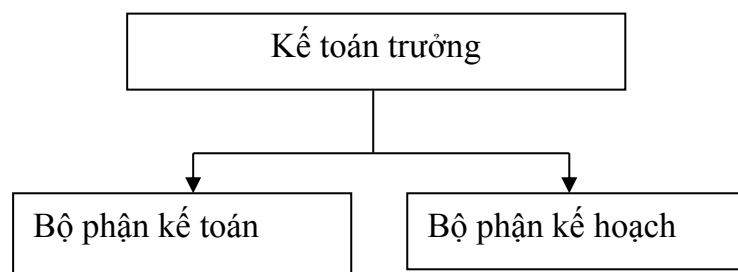 Kế toán trưởng
Bộ phận kế toán
Bộ phận kế hoạch